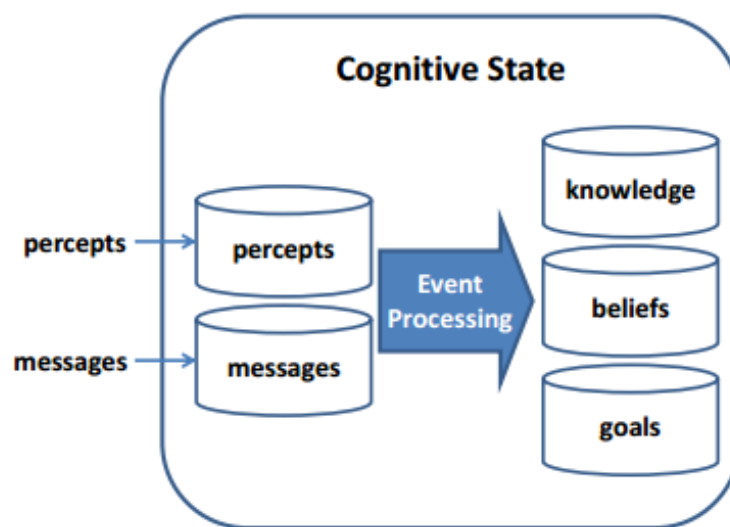 Cognitive State
percepts
messages
percepts
messages
Event
Processing
knowledge
beliefs
goals